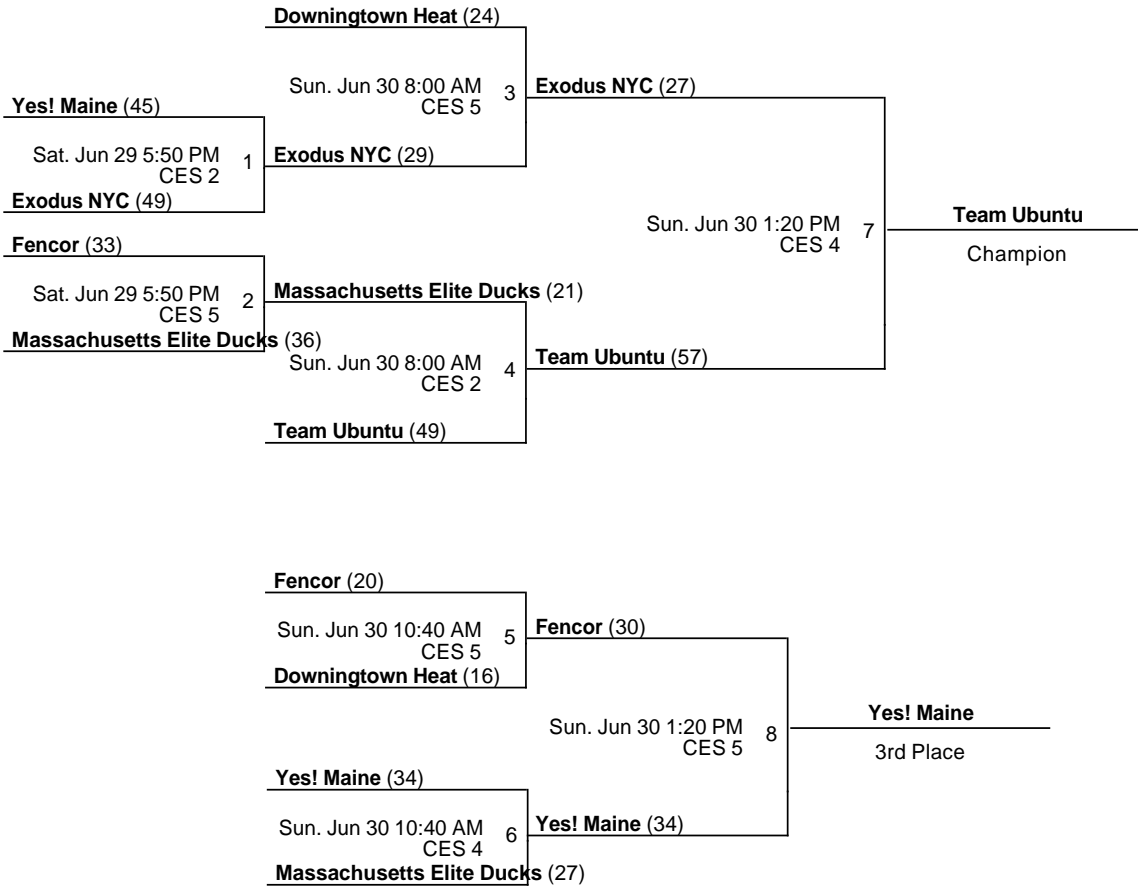 Downingtown Heat (24)
Sun. Jun 30 8:00 AM
CES 5
3
Exodus NYC (27)
Yes! Maine (45)
Sat. Jun 29 5:50 PM
CES 2
1
Exodus NYC (29)
Exodus NYC (49)
Sun. Jun 30 1:20 PM
CES 4
7
Team Ubuntu
Champion
Fencor (33)
Sat. Jun 29 5:50 PM
CES 5
2
Massachusetts Elite Ducks (21)
Massachusetts Elite Ducks (36)
Sun. Jun 30 8:00 AM
CES 2
4
Team Ubuntu (57)
Team Ubuntu (49)
Fencor (20)
Sun. Jun 30 10:40 AM
CES 5
5
Fencor (30)
Downingtown Heat (16)
Sun. Jun 30 1:20 PM
CES 5
8
Yes! Maine
3rd Place
Yes! Maine (34)
Sun. Jun 30 10:40 AM
CES 4
6
Yes! Maine (34)
Massachusetts Elite Ducks (27)